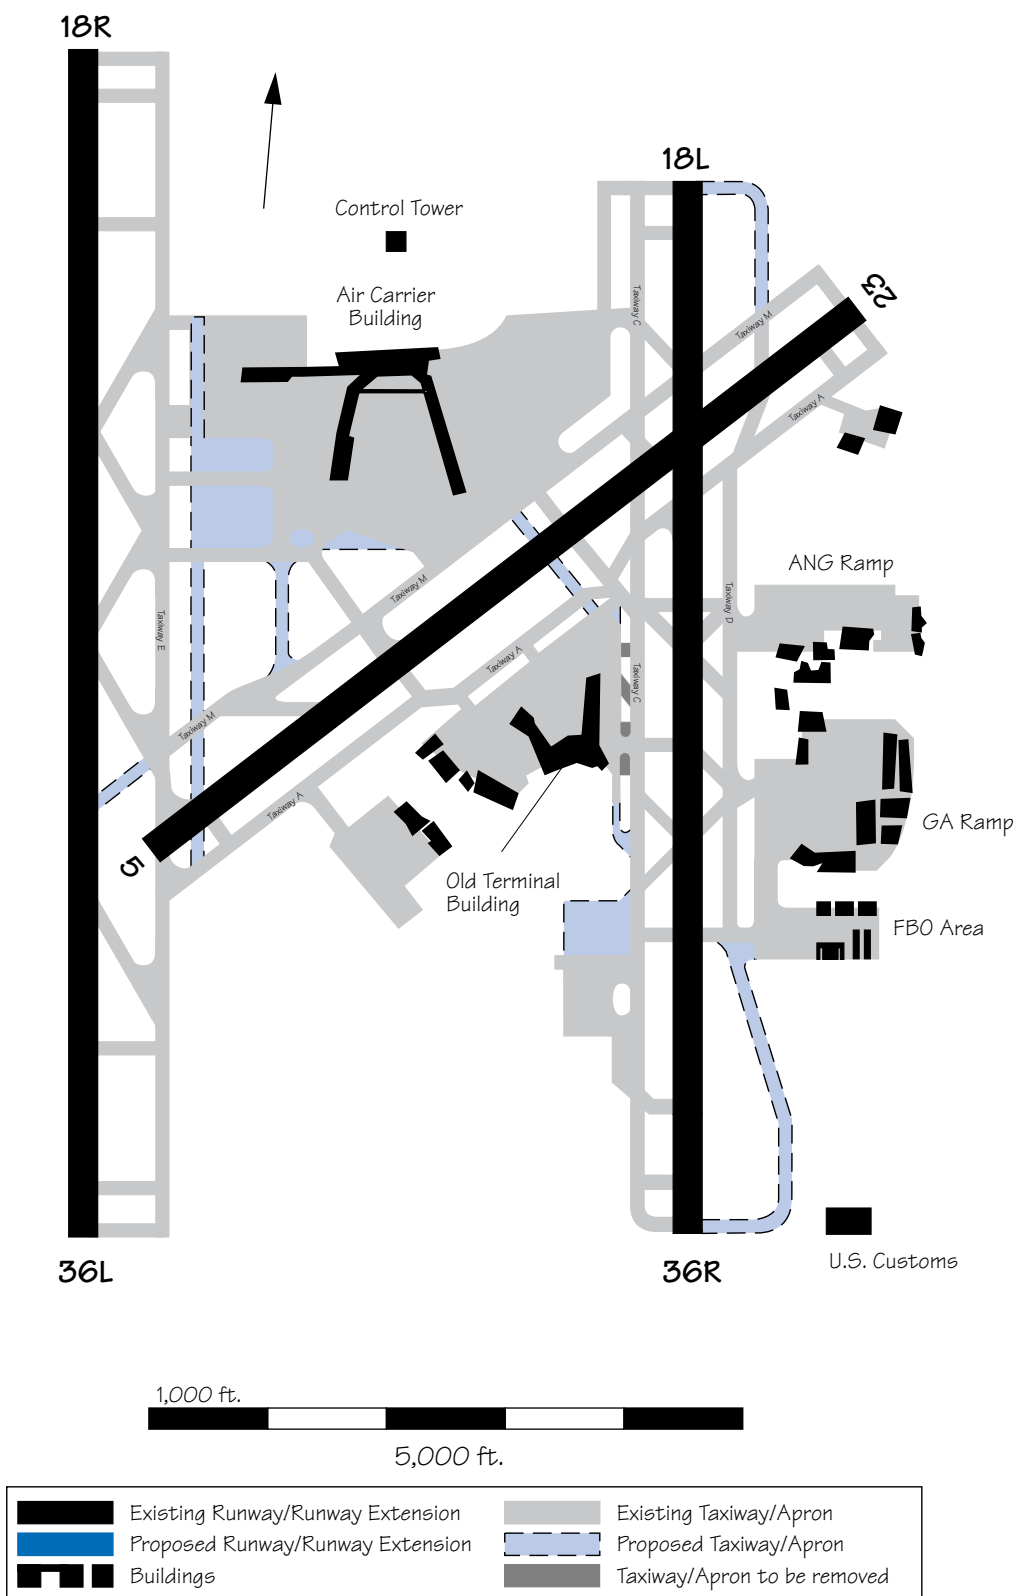 18R
18L
Control Tower
Air Carrier
Building
23
Taxiway C
Taxiway M
Taxiway A
ANG Ramp
Taxiway M
Taxiway D
Taxiway E
Taxiway A
Taxiway C
Taxiway M
Taxiway A
GA Ramp
5
Old Terminal
Building
FBO Area
36L
36R
U.S. Customs
1,000 ft.
5,000 ft.
Existing Runway/Runway Extension
Proposed Runway/Runway Extension
Buildings
Existing Taxiway/Apron
Proposed Taxiway/Apron
Taxiway/Apron to be removed